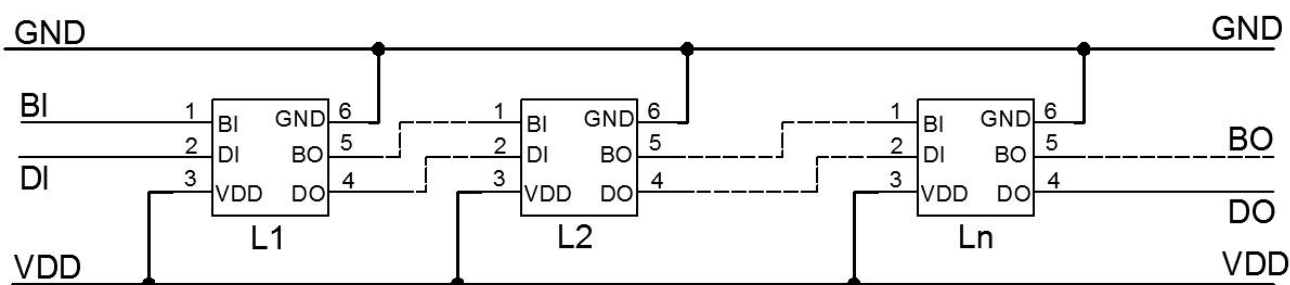 GND GND
BI 1 BI GND 6 1 BI GND 6 1 BI GND 6
DI 2 DI BO 5 2 DI BO 5 2 DI BO 5 BO
3 VDD DO 4 3 VDD DO 4 3 VDD DO 4 DO
L1 L2 Ln
VDD VDD